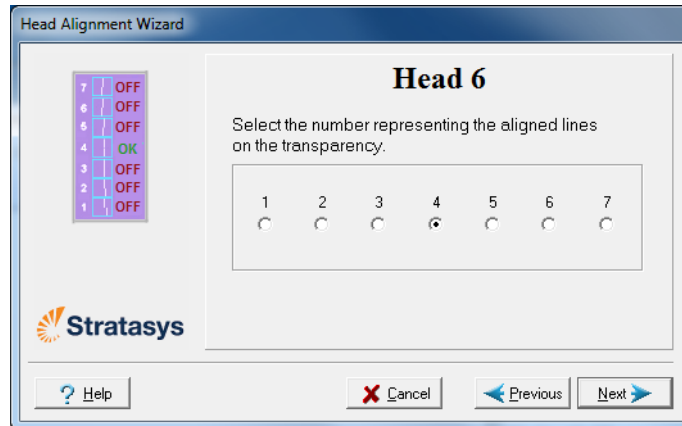 Head Alignment Wizard
7 OFF
6 OFF
5 OFF
4 OK
3 OFF
2 OFF
1 OFF
Stratasys
Head 6
Select the number representing the aligned lines
on the transparency.
1 2 3 4 5 6 7
? Help
Cancel
Previous
Next